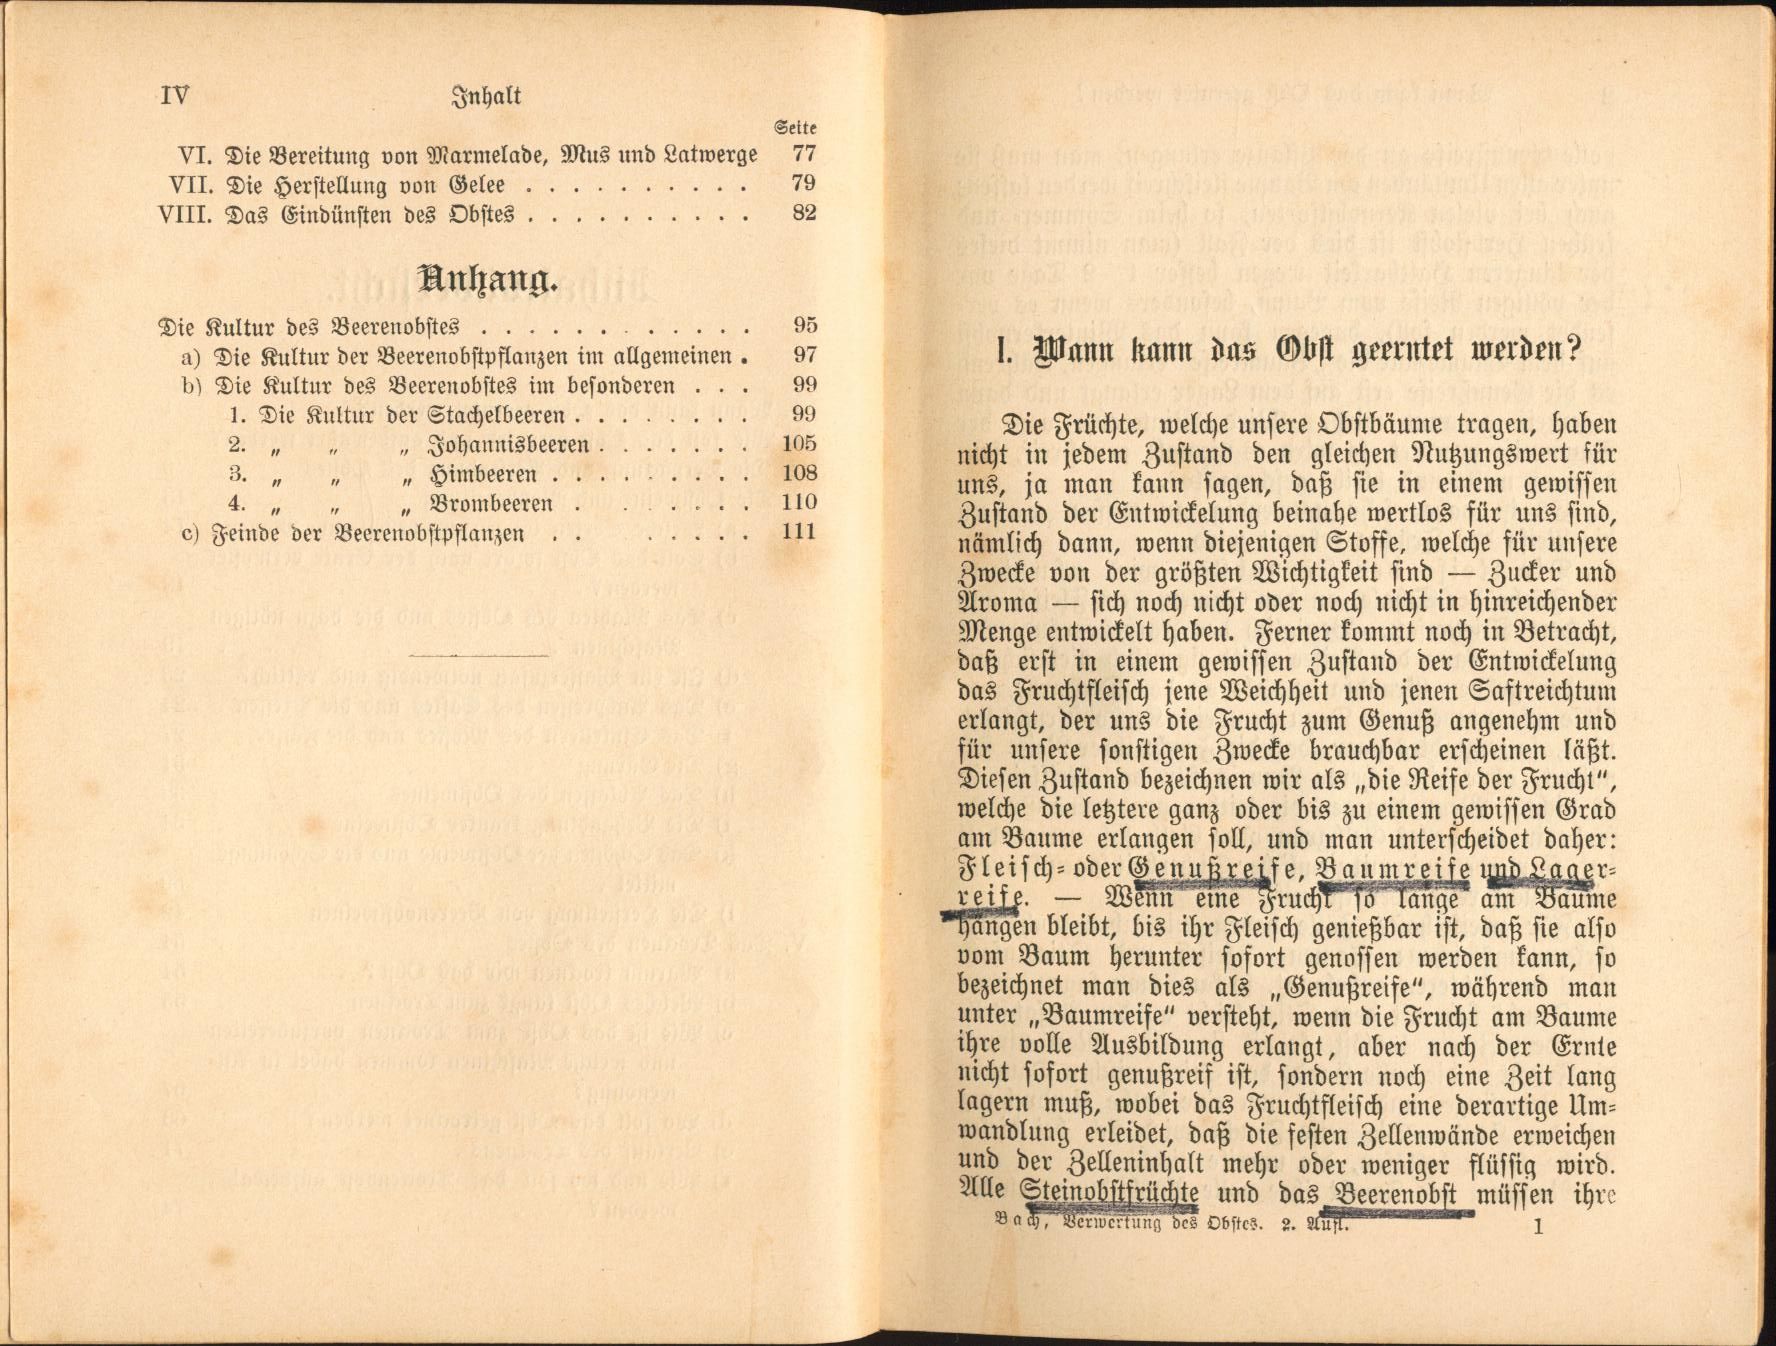 IV Inhalt
Seite
VI. Die Bereitung von Marmelade, Mus und Latwerge 77
VII. Die Herstellung von Gelee . . . . . . . . . . 79
VIII. Das Eindünsten des Obstes . . . . . . . . . . 82
Anhang.
Die Kultur des Beerenobstes . . . . . . . . . . . . 95
a) Die Kultur der Beerenobstpflanzen im allgemeinen . 97
b) Die Kultur des Beerenobstes im besonderen . . . 99
1. Die Kultur der Stachelbeeren . . . . . . . . 99
2. „ „ „ Johannisbeeren . . . . . . . 105
3. „ „ „ Himbeeren . . . . . . . . . 108
4. „ „ „ Brombeeren . . . . . . . 110
c) Feinde der Beerenobstpflanzen . . . . . . . 111
I. Wann kann das Obst geerntet werden?
Die Früchte, welche unsere Obstbäume tragen, haben
nicht in jedem Zustand den gleichen Nutzungswert für
uns, ja man kann sagen, daß sie in einem gewissen
Zustand der Entwickelung beinahe wertlos für uns sind,
nämlich dann, wenn diejenigen Stoffe, welche für unsere
Zwecke von der größten Wichtigkeit sind — Zucker und
Aroma — sich noch nicht oder noch nicht in hinreichender
Menge entwickelt haben. Ferner kommt noch in Betracht,
daß erst in einem gewissen Zustand der Entwickelung
das Fruchtfleisch jene Weichheit und jenen Saftreichtum
erlangt, der uns die Frucht zum Genuß angenehm und
für unsere sonstigen Zwecke brauchbar erscheinen läßt.
Diesen Zustand bezeichnen wir als „die Reife der Frucht“,
welche die letztere ganz oder bis zu einem gewissen Grad
am Baume erlangen soll, und man unterscheidet daher:
Fleisch- oder Genußreife, Baumreife und Lager-
reife. — Wenn eine Frucht so lange am Baume
hängen bleibt, bis ihr Fleisch genießbar ist, daß sie also
vom Baum herunter sofort genossen werden kann, so
bezeichnet man dies als „Genußreife“, während man
unter „Baumreife“ versteht, wenn die Frucht am Baume
ihre volle Ausbildung erlangt, aber nach der Ernte
nicht sofort genußreif ist, sondern noch eine Zeit lang
lagern muß, wobei das Fruchtfleisch eine derartige Um-
wandlung erleidet, daß die festen Zellenwände erweichen
und der Zelleninhalt mehr oder weniger flüssig wird.
Alle Steinobstfrüchte und das Beerenobst müssen ihre
Bach, Verwertung des Obstes. 2. Aufl. 1